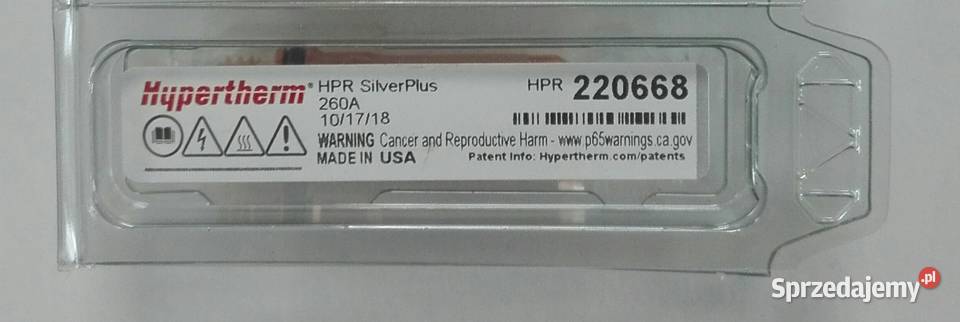 Hypertherm®
HPR SilverPlus
260A
10/17/18
HPR 220668
WARNING Cancer and Reproductive Harm - www.p65warnings.ca.gov
MADE IN USA
Patent Info: Hypertherm.com/patents
Sprzedajemy.pl